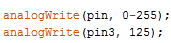 analogWrite(pin, 0-255);
analogWrite(pin3, 125);